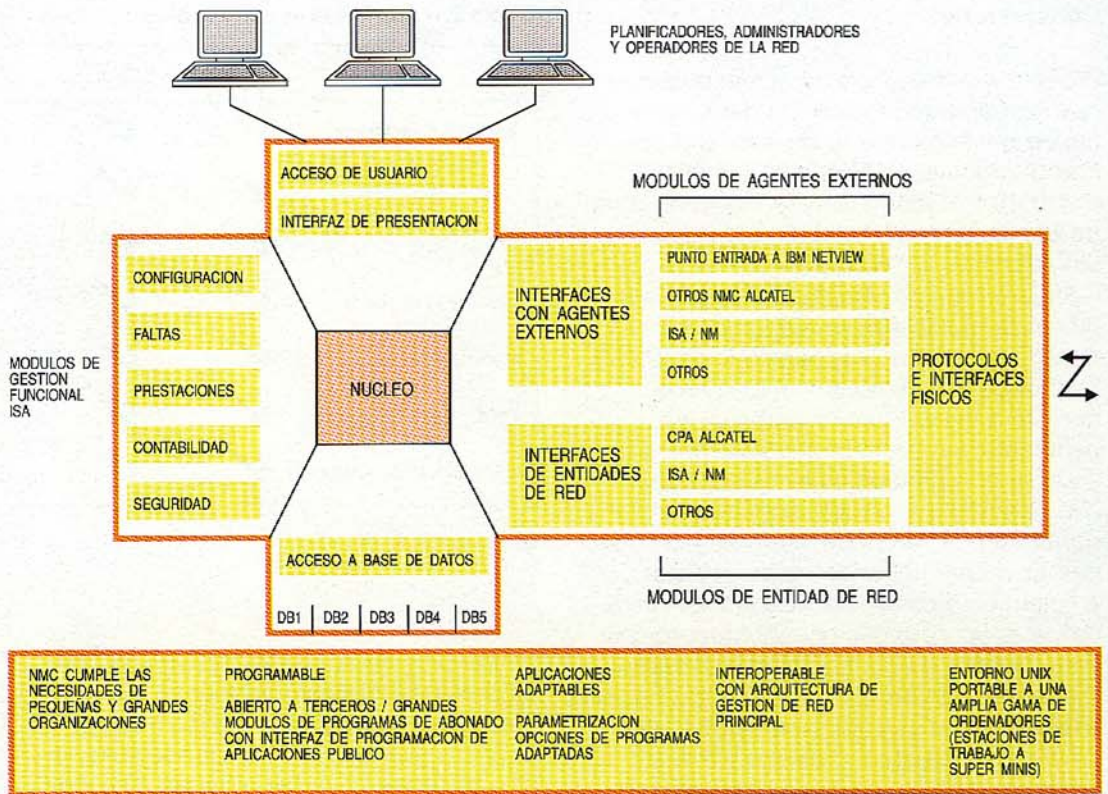 PLANIFICADORES, ADMINISTRADORES
Y OPERADORES DE LA RED
ACCESO DE USUARIO
INTERFAZ DE PRESENTACION
MODULOS DE AGENTES EXTERNOS
MODULOS DE
GESTION
FUNCIONAL
ISA
CONFIGURACION
FALTAS
PRESTACIONES
CONTABILIDAD
SEGURIDAD
NUCLEO
INTERFACES
CON AGENTES
EXTERNOS
PUNTO ENTRADA A IBM NETVIEW
OTROS NMC ALCATEL
ISA / NM
OTROS
INTERFACES
DE ENTIDADES
DE RED
CPA ALCATEL
ISA / NM
OTROS
PROTOCOLOS
E INTERFACES
FISICOS
ACCESO A BASE DE DATOS
DB1 DB2 DB3 DB4 DB5
MODULOS DE ENTIDAD DE RED
NMC CUMPLE LAS
NECESIDADES DE
PEQUEÑAS Y GRANDES
ORGANIZACIONES
PROGRAMABLE
ABIERTO A TERCEROS / GRANDES
MODULOS DE PROGRAMAS DE ABONADO
CON INTERFAZ DE PROGRAMACION DE
APLICACIONES PUBLICO
APLICACIONES
ADAPTABLES
PARAMETRIZACION
OPCIONES DE PROGRAMAS
ADAPTADAS
INTEROPERABLE
CON ARQUITECTURA DE
GESTION DE RED
PRINCIPAL
ENTORNO UNIX
PORTABLE A UNA
AMPLIA GAMA DE
ORDENADORES
(ESTACIONES DE
TRABAJO A
SUPER MINIS)